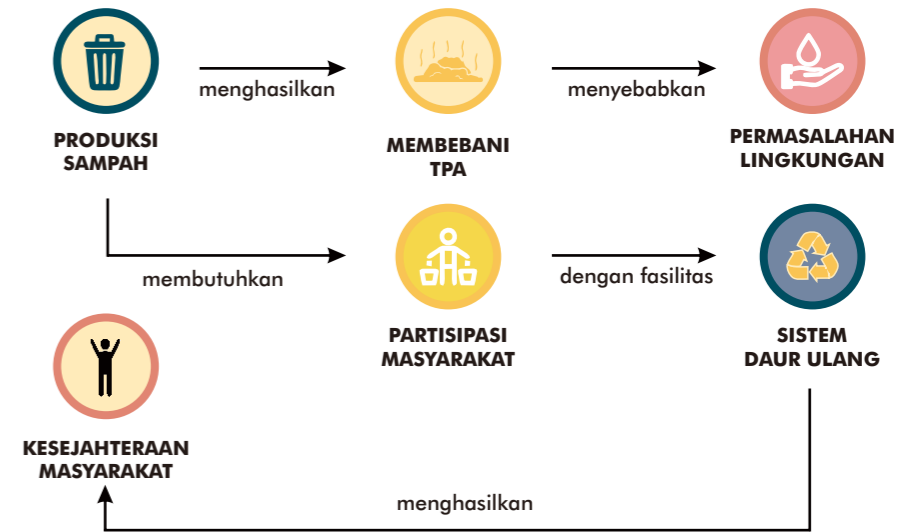 menghasilkan
menyebabkan
PRODUKSI
SAMPAH
MEMBEBANI
TPA
PERMASALAHAN
LINGKUNGAN
membutuhkan
dengan fasilitas
PARTISIPASI
MASYARAKAT
SISTEM
DAUR ULANG
KESEJAHTERAAN
MASYARAKAT
menghasilkan